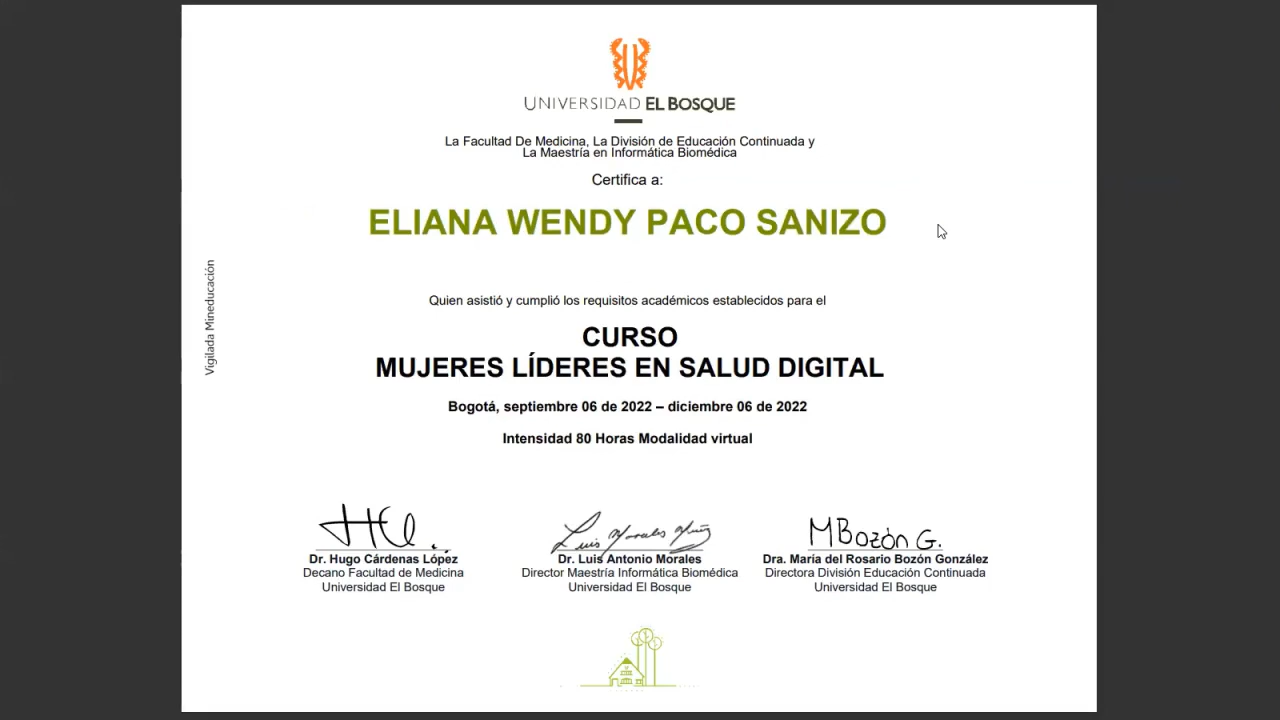 UNIVERSIDAD EL BOSQUE
La Facultad De Medicina, La División de Educación Continuada y
La Maestría en Informática Biomédica
Certifica a:
ELIANA WENDY PACO SANIZO
Vigilada Mineducación
Quien asistió y cumplió los requisitos académicos establecidos para el
CURSO
MUJERES LÍDERES EN SALUD DIGITAL
Bogotá, septiembre 06 de 2022 – diciembre 06 de 2022
Intensidad 80 Horas Modalidad virtual
Luis Morales Muñiz
MBozón G.
Dr. Hugo Cárdenas López
Decano Facultad de Medicina
Universidad El Bosque
Dr. Luis Antonio Morales
Director Maestría Informática Biomédica
Universidad El Bosque
Dra. María del Rosario Bozón González
Directora División Educación Continuada
Universidad El Bosque